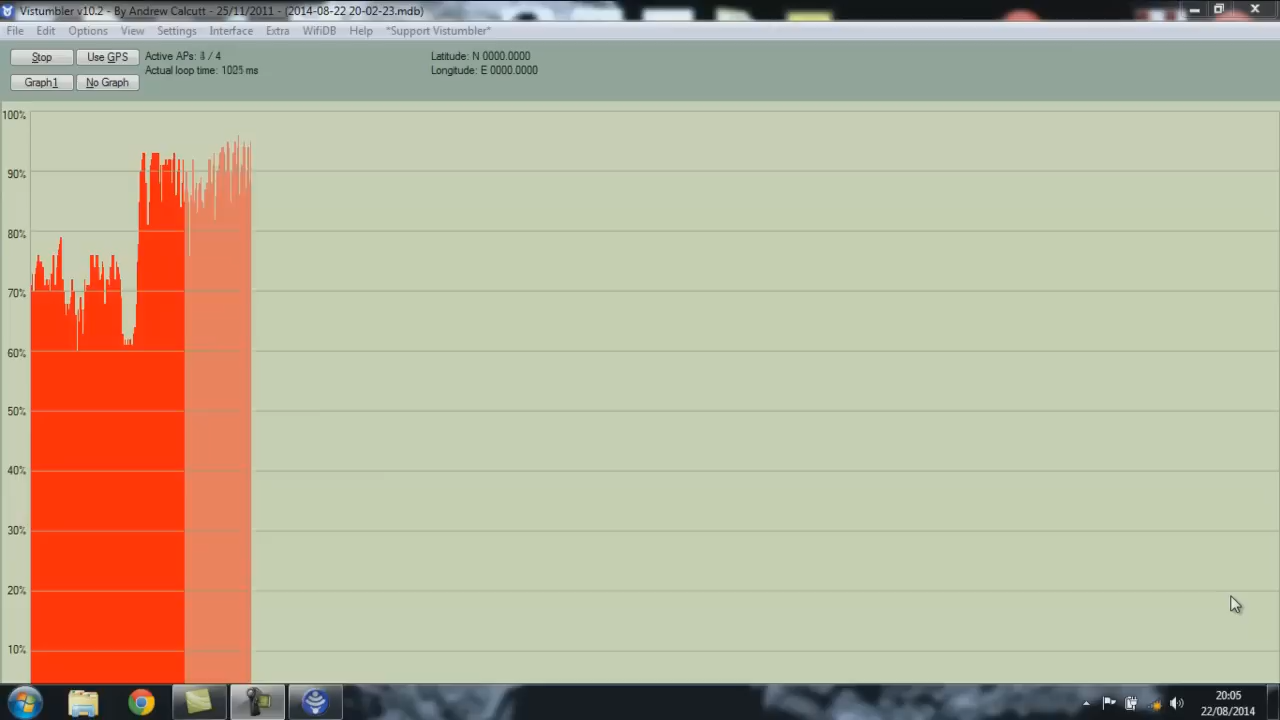 Vistumbler v10.2 - By Andrew Calcutt - 25/11/2011 - (2014-08-22 20-02-23.mdb)
File Edit Options View Settings Interface Extra WifiDB Help *Support Vistumbler*
Stop Use GPS Active APs: / 4 Latitude: N 0000.0000
Actual loop time: ms Longitude: E 0000.0000
Graph1 No Graph
100%
90%
80%
70%
60%
50%
40%
30%
20%
10%
20:05
22/08/2014